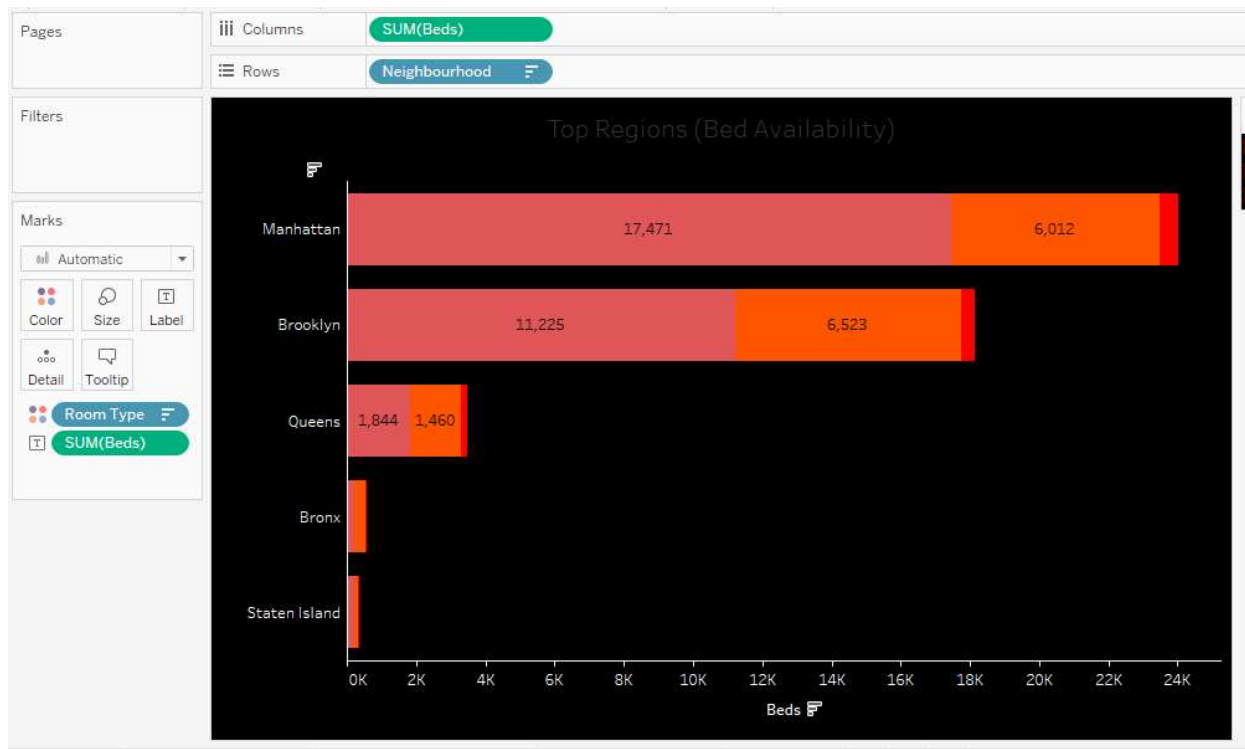 Pages
Columns SUM(Beds)
Rows Neighbourhood
Filters
Marks
Automatic
Color Size Label
Detail Tooltip
T Room Type
T SUM(Beds)
Top Regions (Bed Availability)
Manhattan 17,471 6,012
Brooklyn 11,225 6,523
Queens 1,844 1,460
Bronx
Staten Island
0K 2K 4K 6K 8K 10K 12K 14K 16K 18K 20K 22K 24K
Beds